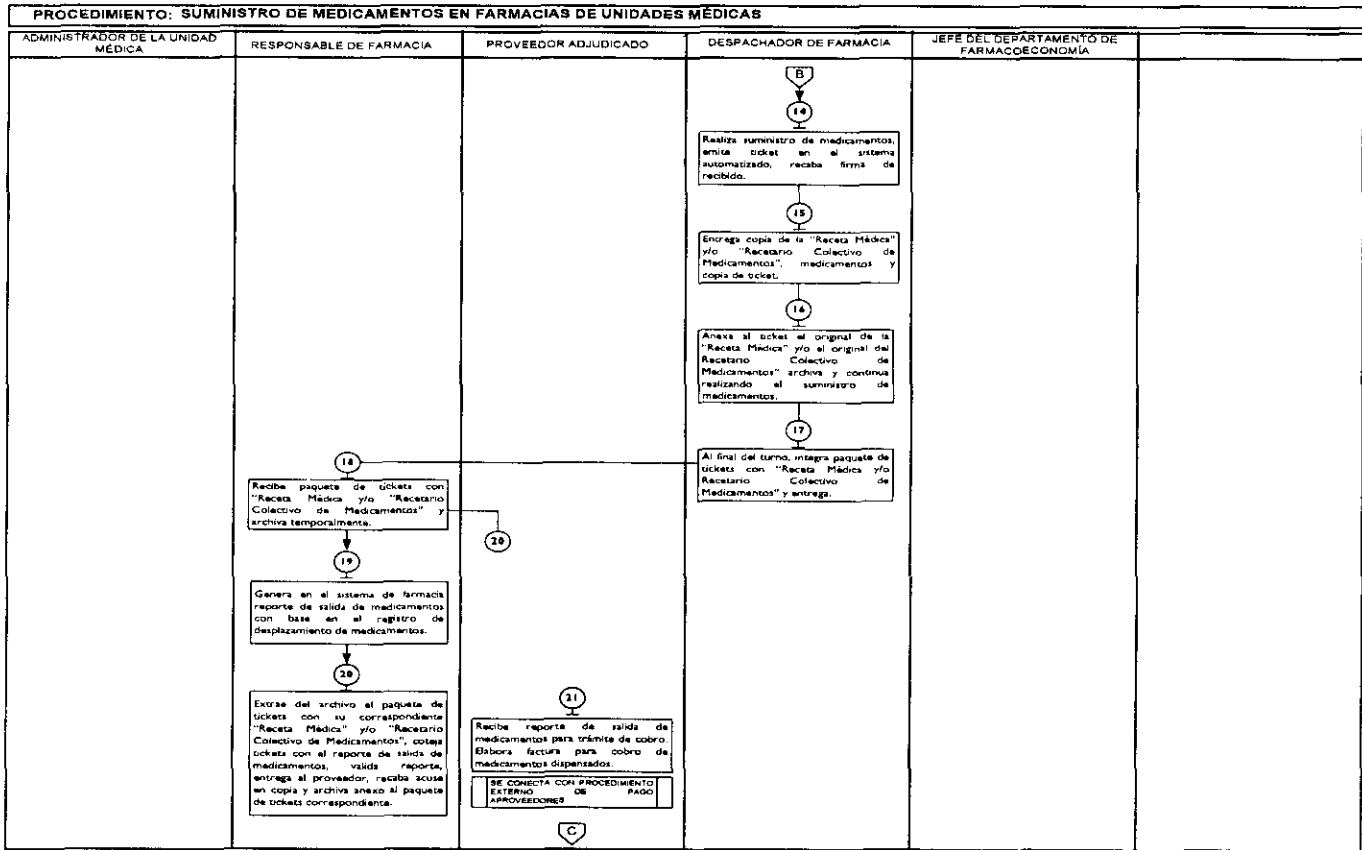 PROCEDIMIENTO: SUMINISTRO DE MEDICAMENTOS EN FARMACIAS DE UNIDADES MÉDICAS
ADMINISTRADOR DE LA UNIDAD
MÉDICA
RESPONSABLE DE FARMACIA
PROVEEDOR ADJUDICADO
DESPACHADOR DE FARMACIA
JEFE DEL DEPARTAMENTO DE
FARMACOECONOMÍA
B
14
Realiza suministro de medicamentos,
emite ticket en el sistema
automatizado, recaba firma de
recibido.
15
Entrega copia de la "Receta Médica"
y/o "Recetario Colectivo de
Medicamentos", medicamentos y
copia de ticket.
16
Anexa al ticket el original de la
"Receta Médica" y/o el original del
Recetario Colectivo de
Medicamentos" archiva y continua
realizando el suministro de
medicamentos.
17
Al final del turno, integra paquete de
tickets con "Receta Médica y/o
Recetario Colectivo de
Medicamentos" y entrega.
18
Recibe paquete de tickets con
"Receta Médica y/o "Recetario
Colectivo de Medicamentos" y
archiva temporalmente.
20
19
Genera en el sistema de farmacia
reporte de salida de medicamentos
con base en el registro de
desplazamiento de medicamentos.
20
Extrae del archivo el paquete de
tickets con su correspondiente
"Receta Médica" y/o "Recetario
Colectivo de Medicamentos", coteja
tickets con el reporte de salida de
medicamentos, valida reporte,
entrega al proveedor, recaba acuse
en copia y archiva anexo al paquete
de tickets correspondiente.
21
Recibe reporte de salida de
medicamentos para trámite de cobro.
Elabora factura para cobro de
medicamentos dispensados.
SE CONECTA CON PROCEDIMIENTO
EXTERNO DE PAGO
APROVEEDORES
C